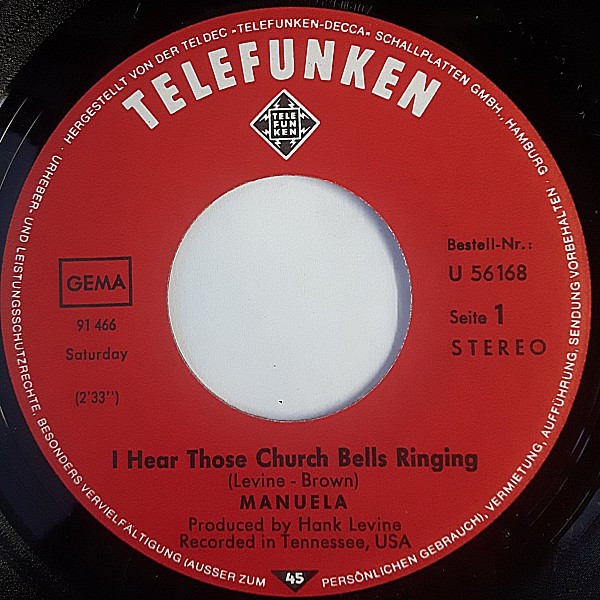 HERGESTELLT VON DER TELDEC »TELEFUNKEN-DECCA« SCHALLPLATTEN GMBH., HAMBURG
URHEBER- UND LEISTUNGSSCHUTZRECHTE, BESONDERS VERVIELFÄLTIGUNG (AUSSER ZUM PERSÖNLICHEN GEBRAUCH), VERMIETUNG, AUFFÜHRUNG, SENDUNG VORBEHALTEN
TELEFUNKEN
TELE
FUN
KEN
GEMA
91 466
Saturday
(2'33'')
Bestell-Nr.:
U 56168
Seite 1
STEREO
I Hear Those Church Bells Ringing
(Levine - Brown)
MANUELA
Produced by Hank Levine
Recorded in Tennessee, USA
45